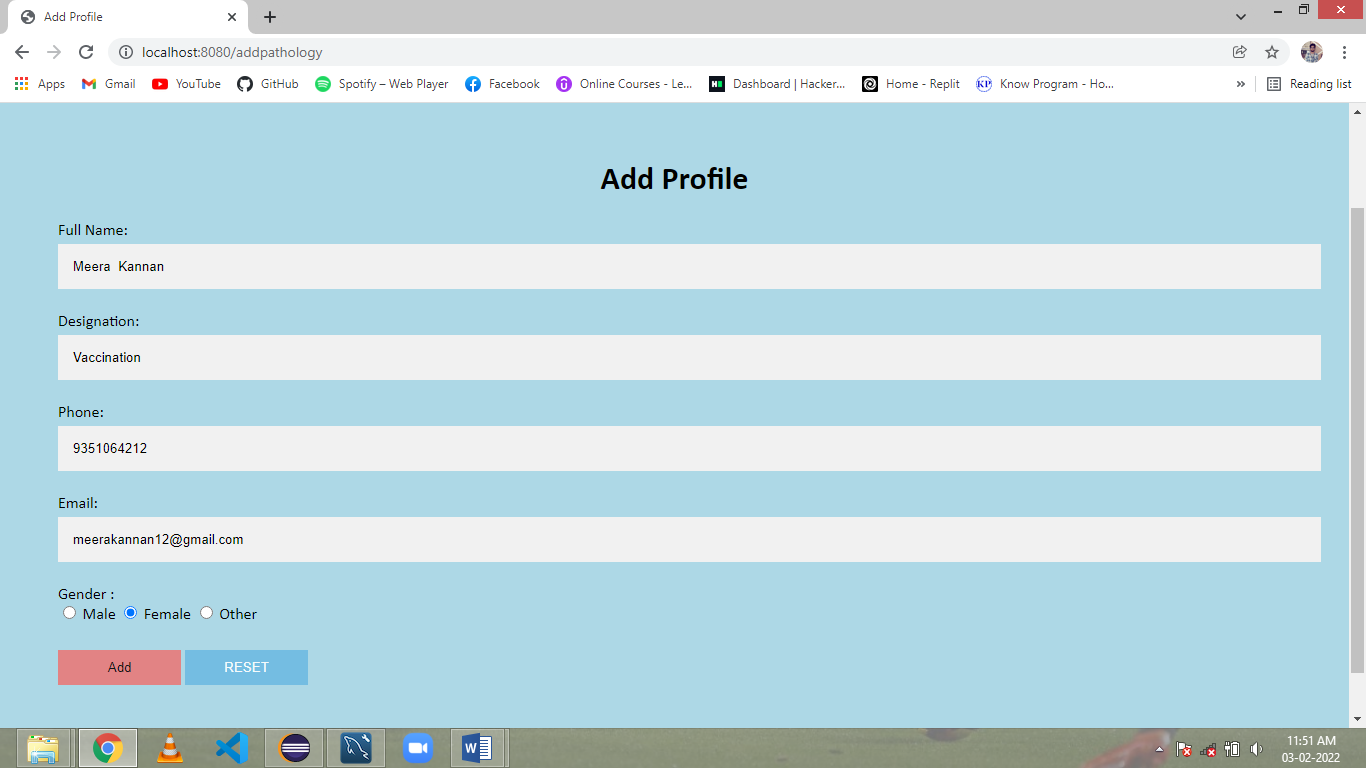 Add Profile
localhost:8080/addpathology
Apps Gmail YouTube GitHub Spotify – Web Player Facebook Online Courses - Le... Dashboard | Hacker... Home - Replit KP Know Program - Ho... » Reading list
Add Profile
Full Name:
Meera  Kannan
Designation:
Vaccination
Phone:
9351064212
Email:
meerakannan12@gmail.com
Gender :
Male Female Other
Add RESET
11:51 AM
03-02-2022